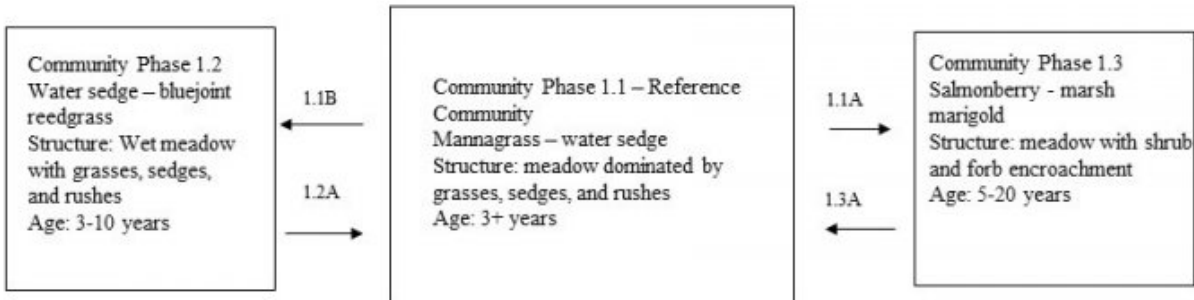 Community Phase 1.2
Water sedge – bluejoint
reedgrass
Structure: Wet meadow
with grasses, sedges,
and rushes
Age: 3-10 years
1.1B
1.2A
Community Phase 1.1 – Reference
Community
Mannagrass – water sedge
Structure: meadow dominated by
grasses, sedges, and rushes
Age: 3+ years
1.1A
1.3A
Community Phase 1.3
Salmonberry - marsh
marigold
Structure: meadow with shrub
and forb encroachment
Age: 5-20 years